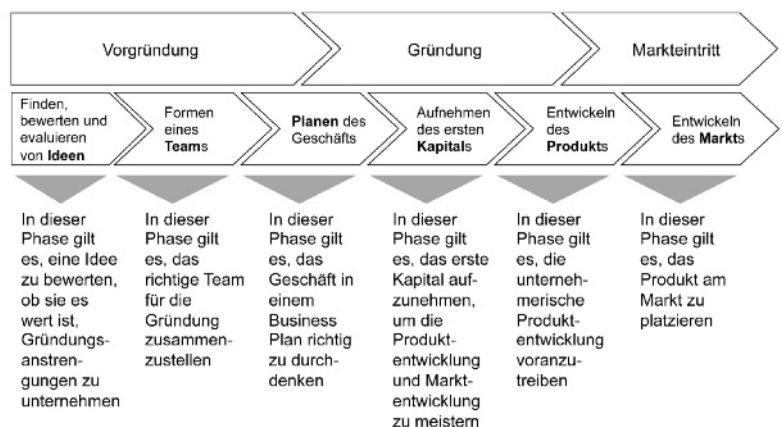 Vorgründung
Gründung
Markteintritt
Finden,
bewerten und
evaluieren
von Ideen
Formen
eines
Teams
Planen des
Geschäfts
Aufnehmen
des ersten
Kapitals
Entwickeln
des
Produkts
Entwickeln
des Markts
In dieser
Phase gilt
es, eine Idee
zu bewerten,
ob sie es
wert ist,
Gründungs-
anstren-
gungen zu
unternehmen
In dieser
Phase gilt
es, das
richtige Team
für die
Gründung
zusammen-
zustellen
In dieser
Phase gilt
es, das
Geschäft in
einem
Business
Plan richtig
zu durch-
denken
In dieser
Phase gilt
es, das erste
Kapital auf-
zunehmen,
um die
Produkt-
entwicklung
und Markt-
entwicklung
zu meistern
In dieser
Phase gilt
es, die
unterneh-
merische
Produkt-
entwicklung
voranzu-
treiben
In dieser
Phase gilt
es, das
Produkt am
Markt zu
platzieren